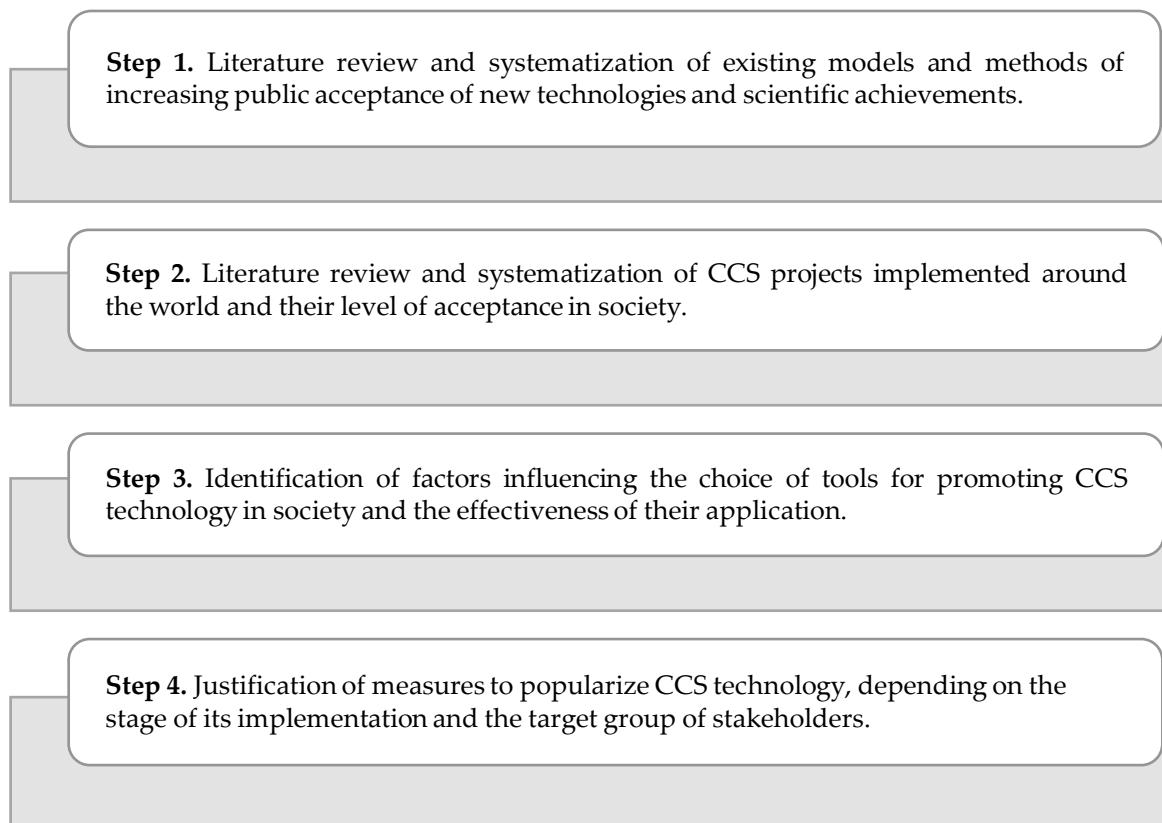 Step 1. Literature review and systematization of existing models and methods of
increasing public acceptance of new technologies and scientific achievements.
Step 2. Literature review and systematization of CCS projects implemented around
the world and their level of acceptance in society.
Step 3. Identification of factors influencing the choice of tools for promoting CCS
technology in society and the effectiveness of their application.
Step 4. Justification of measures to popularize CCS technology, depending on the
stage of its implementation and the target group of stakeholders.